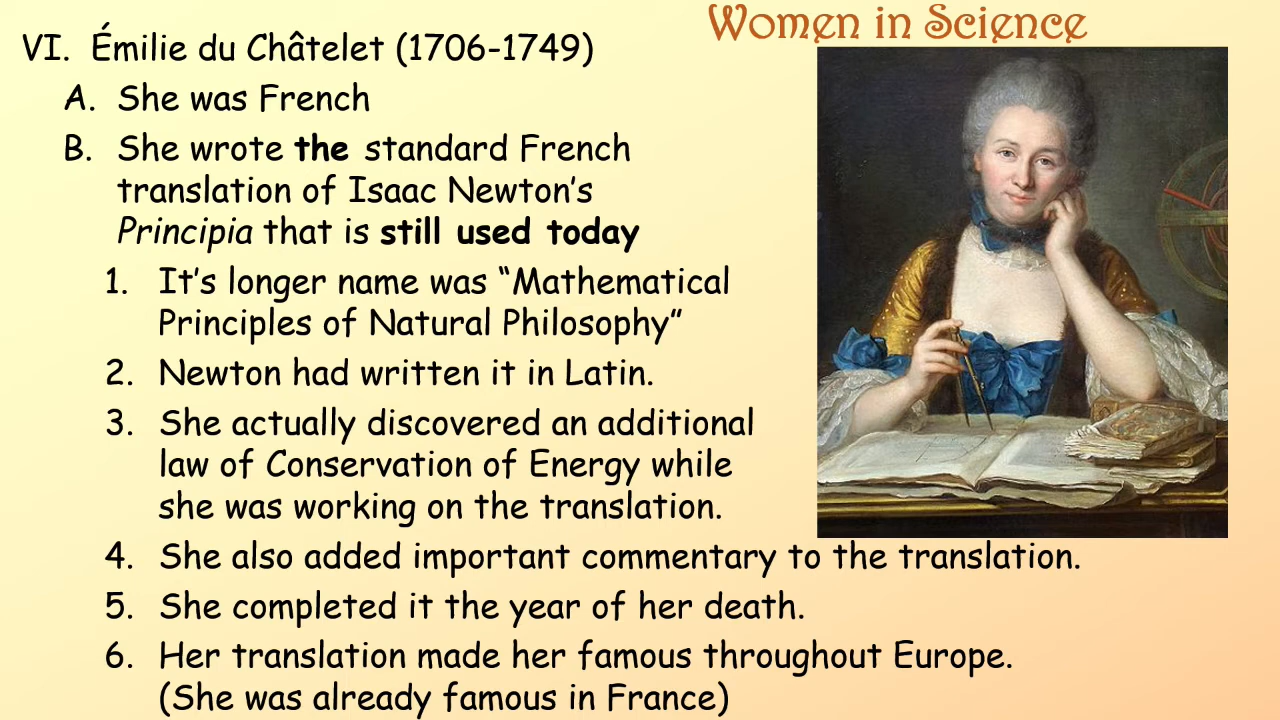 Women in Science
VI. Émilie du Châtelet (1706-1749)
A. She was French
B. She wrote the standard French
translation of Isaac Newton's
Principia that is still used today
1. It's longer name was “Mathematical
Principles of Natural Philosophy”
2. Newton had written it in Latin.
3. She actually discovered an additional
law of Conservation of Energy while
she was working on the translation.
4. She also added important commentary to the translation.
5. She completed it the year of her death.
6. Her translation made her famous throughout Europe.
(She was already famous in France)